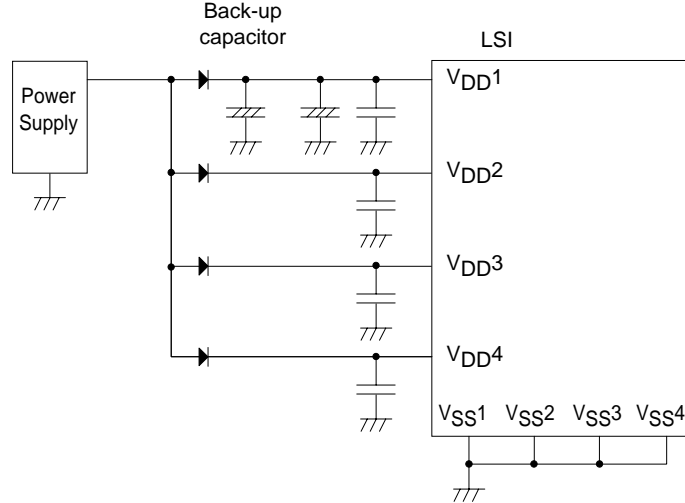 Back-up
capacitor
LSI
Power
Supply
VDD1
VDD2
VDD3
VDD4
VSS1 VSS2 VSS3 VSS4